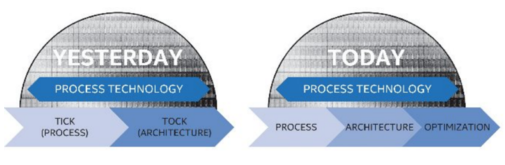 YESTERDAY
PROCESS TECHNOLOGY
TICK
(PROCESS)
TOCK
(ARCHITECTURE)
TODAY
PROCESS TECHNOLOGY
PROCESS
ARCHITECTURE
OPTIMIZATION